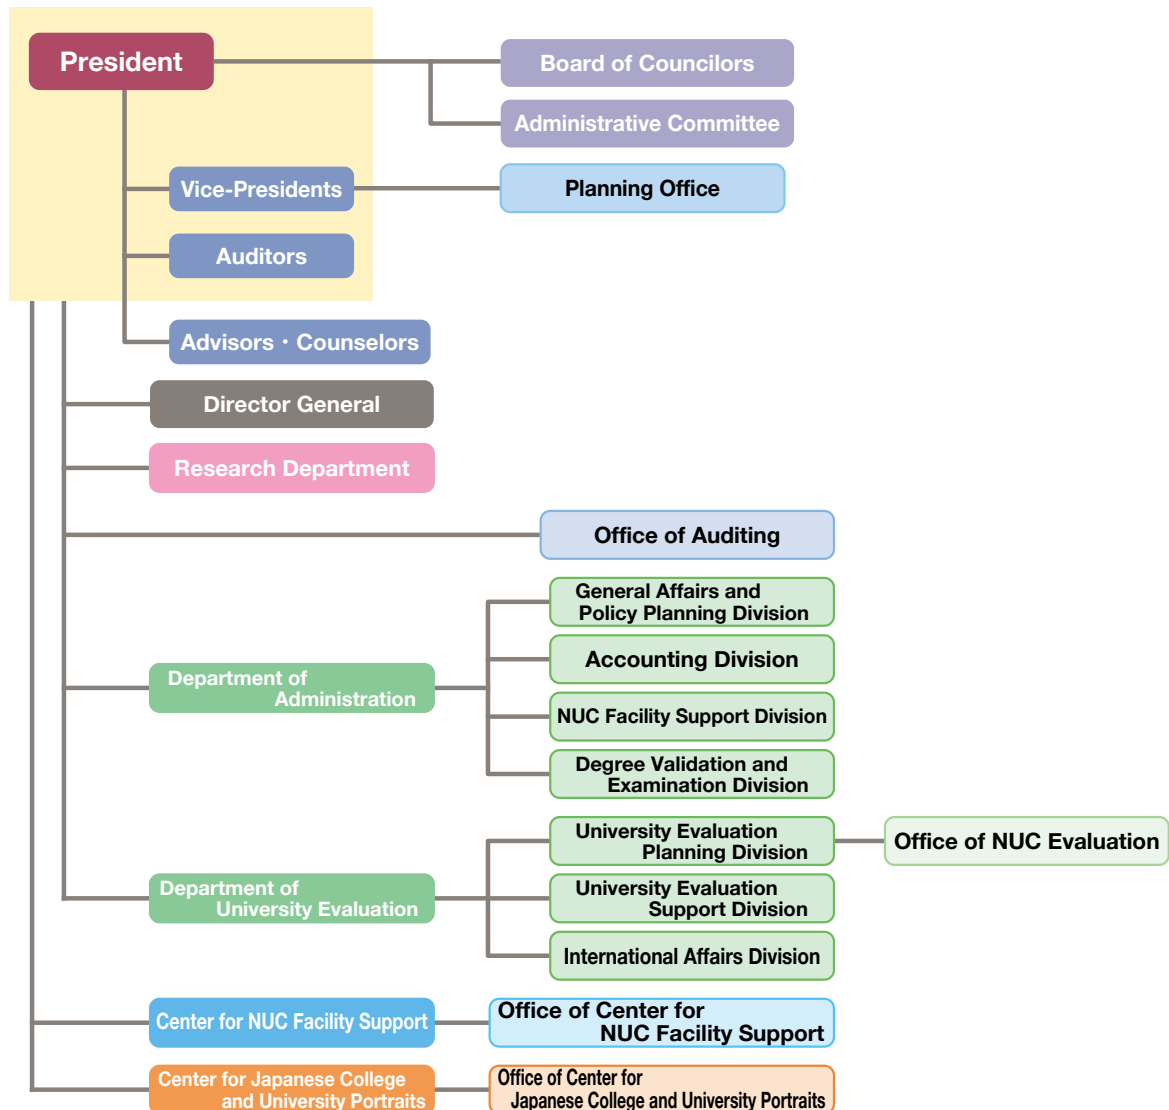 President
Board of Councilors
Administrative Committee
Vice-Presidents
Planning Office
Auditors
Advisors・Counselors
Director General
Research Department
Office of Auditing
General Affairs and
Policy Planning Division
Accounting Division
Department of
Administration
NUC Facility Support Division
Degree Validation and
Examination Division
University Evaluation
Planning Division
Office of NUC Evaluation
Department of
University Evaluation
University Evaluation
Support Division
International Affairs Division
Center for NUC Facility Support
Office of Center for
NUC Facility Support
Center for Japanese College
and University Portraits
Office of Center for
Japanese College and University Portraits